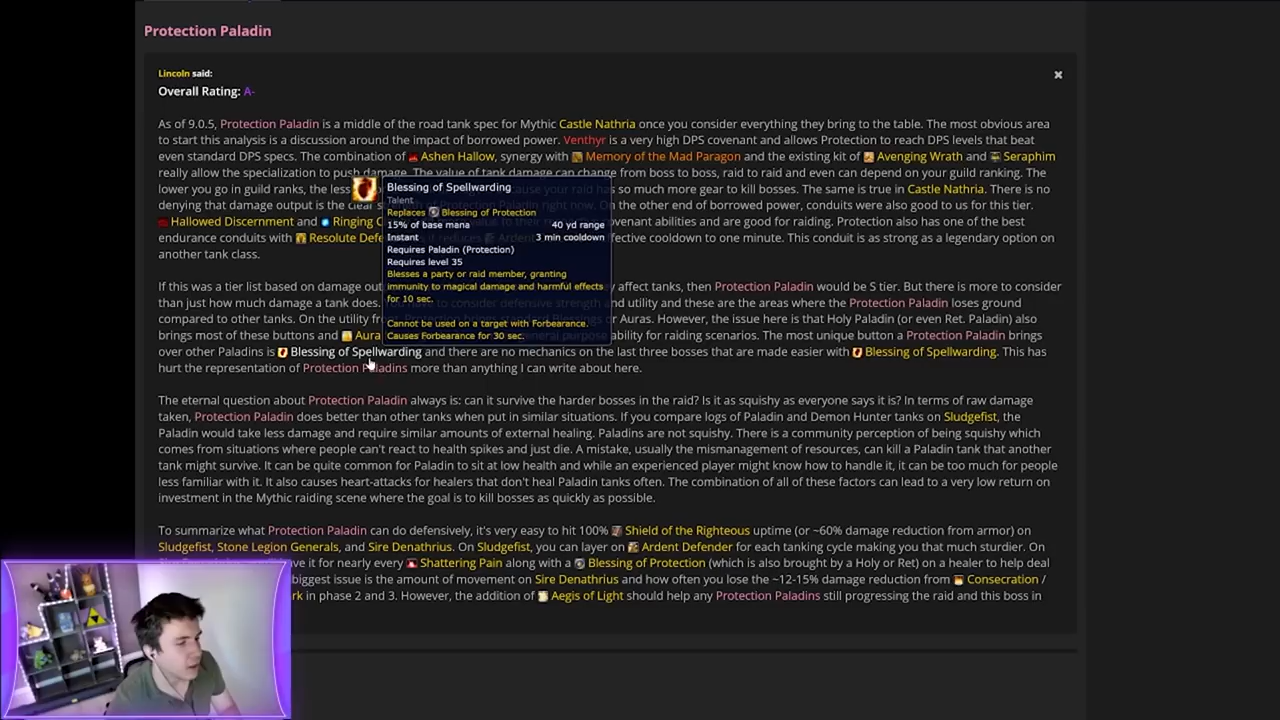 Protection Paladin
Lincoln said:
Overall Rating: A-
As of 9.0.5, Protection Paladin is a middle of the road tank spec for Mythic Castle Nathria once you consider everything they bring to the table. The most obvious area
to start this analysis is a discussion around the impact of borrowed power. Venthyr is a very high DPS covenant and allows Protection to reach DPS levels that beat
even standard DPS specs. The combination of Ashen Hallow, synergy with Memory of the Mad Paragon and the existing kit of Avenging Wrath and Seraphim
really allow the specialization to push damage. The value of tank damage can change from boss to boss, raid to raid and even can depend on your guild ranking. The
lower you go in guild ranks, the less your raid has so much more gear to kill bosses. The same is true in Castle Nathria. There is no
denying that damage output is the clear On the other end of borrowed power, conduits were also good to us for this tier.
Hallowed Discernment and Ringing covenant abilities and are good for raiding. Protection also has one of the best
endurance conduits with Resolute effective cooldown to one minute. This conduit is as strong as a legendary option on
another tank class.
Blessing of Spellwarding
Talent
Replaces Blessing of Protection
15% of base mana 40 yd range
Instant 3 min cooldown
Requires Paladin (Protection)
Requires level 35
Blesses a party or raid member, granting
immunity to magical damage and harmful effects
for 10 sec.
Cannot be used on a target with Forbearance.
Causes Forbearance for 30 sec.
If this was a tier list based on damage affect tanks, then Protection Paladin would be S tier. But there is more to consider
than just how much damage a tank does. utility and these are the areas where the Protection Paladin loses ground
compared to other tanks. On the utility or Auras. However, the issue here is that Holy Paladin (or even Ret. Paladin) also
brings most of these buttons and Aura ability for raiding scenarios. The most unique button a Protection Paladin brings
over other Paladins is Blessing of Spellwarding and there are no mechanics on the last three bosses that are made easier with Blessing of Spellwarding. This has
hurt the representation of Protection Paladins more than anything I can write about here.
The eternal question about Protection Paladin always is: can it survive the harder bosses in the raid? Is it as squishy as everyone says it is? In terms of raw damage
taken, Protection Paladin does better than other tanks when put in similar situations. If you compare logs of Paladin and Demon Hunter tanks on Sludgefist, the
Paladin would take less damage and require similar amounts of external healing. Paladins are not squishy. There is a community perception of being squishy which
comes from situations where people can't react to health spikes and just die. A mistake, usually the mismanagement of resources, can kill a Paladin tank that another
tank might survive. It can be quite common for Paladin to sit at low health and while an experienced player might know how to handle it, it can be too much for people
less familiar with it. It also causes heart-attacks for healers that don't heal Paladin tanks often. The combination of all of these factors can lead to a very low return on
investment in the Mythic raiding scene where the goal is to kill bosses as quickly as possible.
To summarize what Protection Paladin can do defensively, it's very easy to hit 100% Shield of the Righteous uptime (or ~60% damage reduction from armor) on
Sludgefist, Stone Legion Generals, and Sire Denathrius. On Sludgefist, you can layer on Ardent Defender for each tanking cycle making you that much sturdier. On
it for nearly every Shattering Pain along with a Blessing of Protection (which is also brought by a Holy or Ret) on a healer to help deal
biggest issue is the amount of movement on Sire Denathrius and how often you lose the ~12-15% damage reduction from Consecration /
in phase 2 and 3. However, the addition of Aegis of Light should help any Protection Paladins still progressing the raid and this boss in